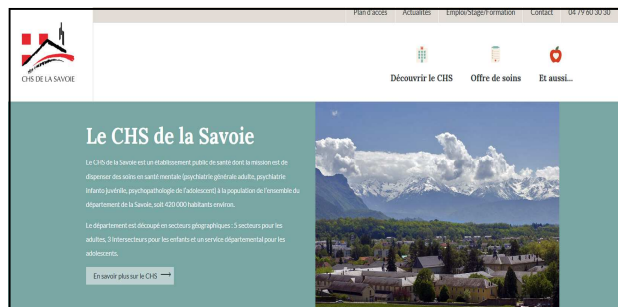 Plan d'accès Actualités Emploi/Stage/Formation Contact 04 79 60 30 30
CHS DE LA SAVOIE
Découvrir le CHS Offre de soins Et aussi...
Le CHS de la Savoie
Le CHS de la Savoie est un établissement public de santé dont la mission est de
dispenser des soins en santé mentale (psychiatrie générale adulte, psychiatrie
infanto juvénile, psychopathologie de l'adolescent) à la population de l'ensemble du
département de la Savoie, soit 420 000 habitants environ.
Le département est découpé en secteurs géographiques : 5 secteurs pour les
adultes, 3 intersecteurs pour les enfants et un service départemental pour les
adolescents.
En savoir plus sur le CHS →